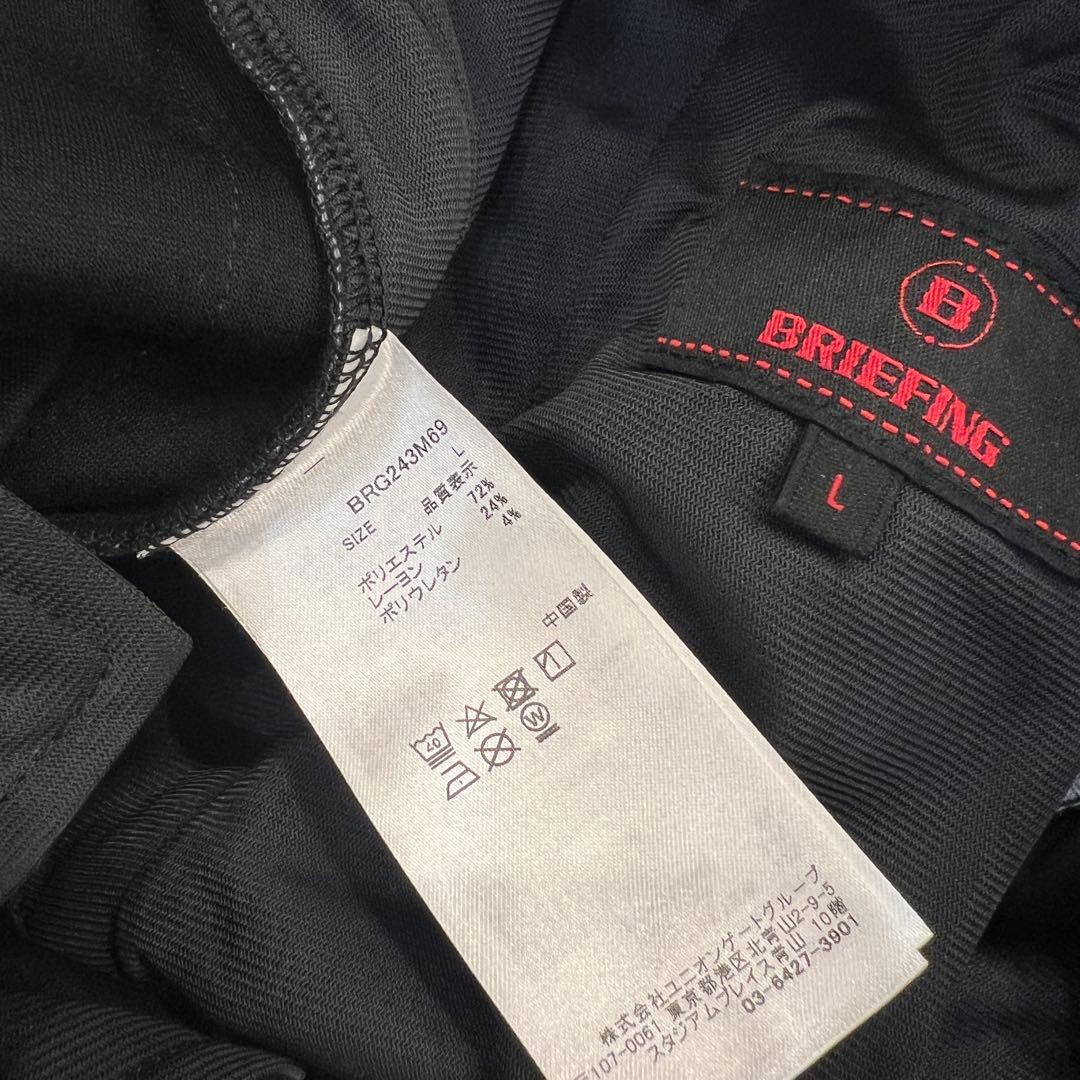 B
BRIEFING
L
BRG243M69
SIZE L
品質表示
ポリエステル 72%
レーヨン 24%
ポリウレタン 4%
中国製
40
W
株式会社ユニオンゲートグループ
〒107-0061 東京都港区北青山2-9-5
スタジアムプレイス青山 10階
03-6427-3901